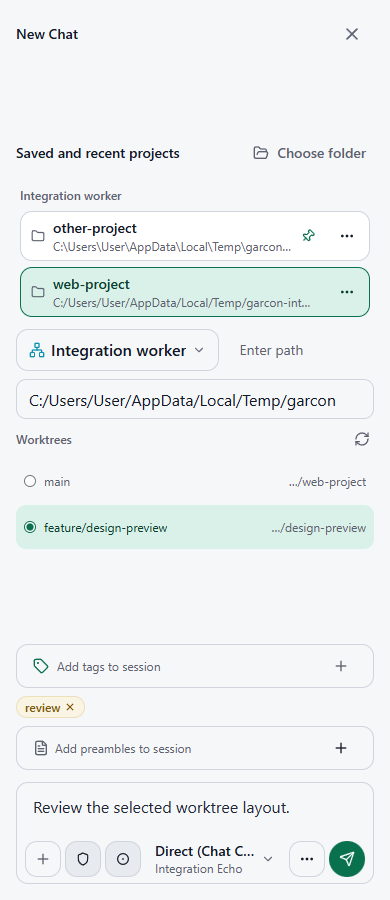 New Chat
Saved and recent projects
Choose folder
Integration worker
other-project
C:\Users\User\AppData\Local\Temp\garcon...
web-project
C:/Users/User/AppData/Local/Temp/garcon-int...
Integration worker
Enter path
C:/Users/User/AppData/Local/Temp/garcon
Worktrees
main
.../web-project
feature/design-preview
.../design-preview
Add tags to session
review
Add preambles to session
Review the selected worktree layout.
Direct (Chat C...
Integration Echo